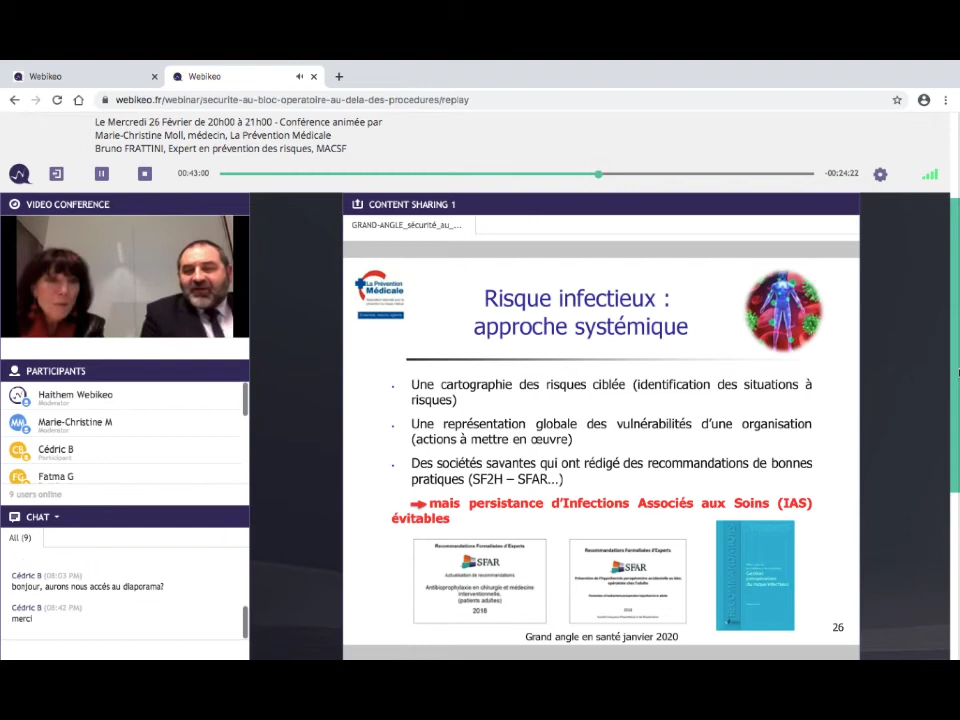 Webikeo
Webikeo
webikeo.fr/webinar/securite-au-bloc-operatoire-au-dela-des-procedures/replay
Le Mercredi 26 Février de 20h00 à 21h00 - Conférence animée par
Marie-Christine Moll, médecin, La Prévention Médicale
Bruno FRATTINI, Expert en prévention des risques, MACSF
00:43:00
-00:24:22
VIDEO CONFERENCE
CONTENT SHARING 1
GRAND-ANGLE_sécurité_au_...
La Prévention
Médicale
Risque infectieux :
approche systémique
Une cartographie des risques ciblée (identification des situations à
risques)
Une représentation globale des vulnérabilités d'une organisation
(actions à mettre en œuvre)
Des sociétés savantes qui ont rédigé des recommandations de bonnes
pratiques (SF2H – SFAR…)
mais persistance d'Infections Associés aux Soins (IAS)
évitables
Recommandations Formalisées d'Experts
SFAR
Actualisation de recommandations
Antibioprophylaxie en chirurgie et médecine
interventionnelle.
(patients adultes)
2018
Recommandations Formalisées d'Experts
SFAR
2018
Grand angle en santé janvier 2020
26
PARTICIPANTS
Haithem Webikeo
Moderator
MM
Marie-Christine M
Moderator
CB
Cédric B
Participant
FG
Fatma G
9 users online
CHAT
All (9)
Cédric B (08:03 PM)
bonjour, aurons nous accés au diaporama?
Cédric B (08:42 PM)
merci